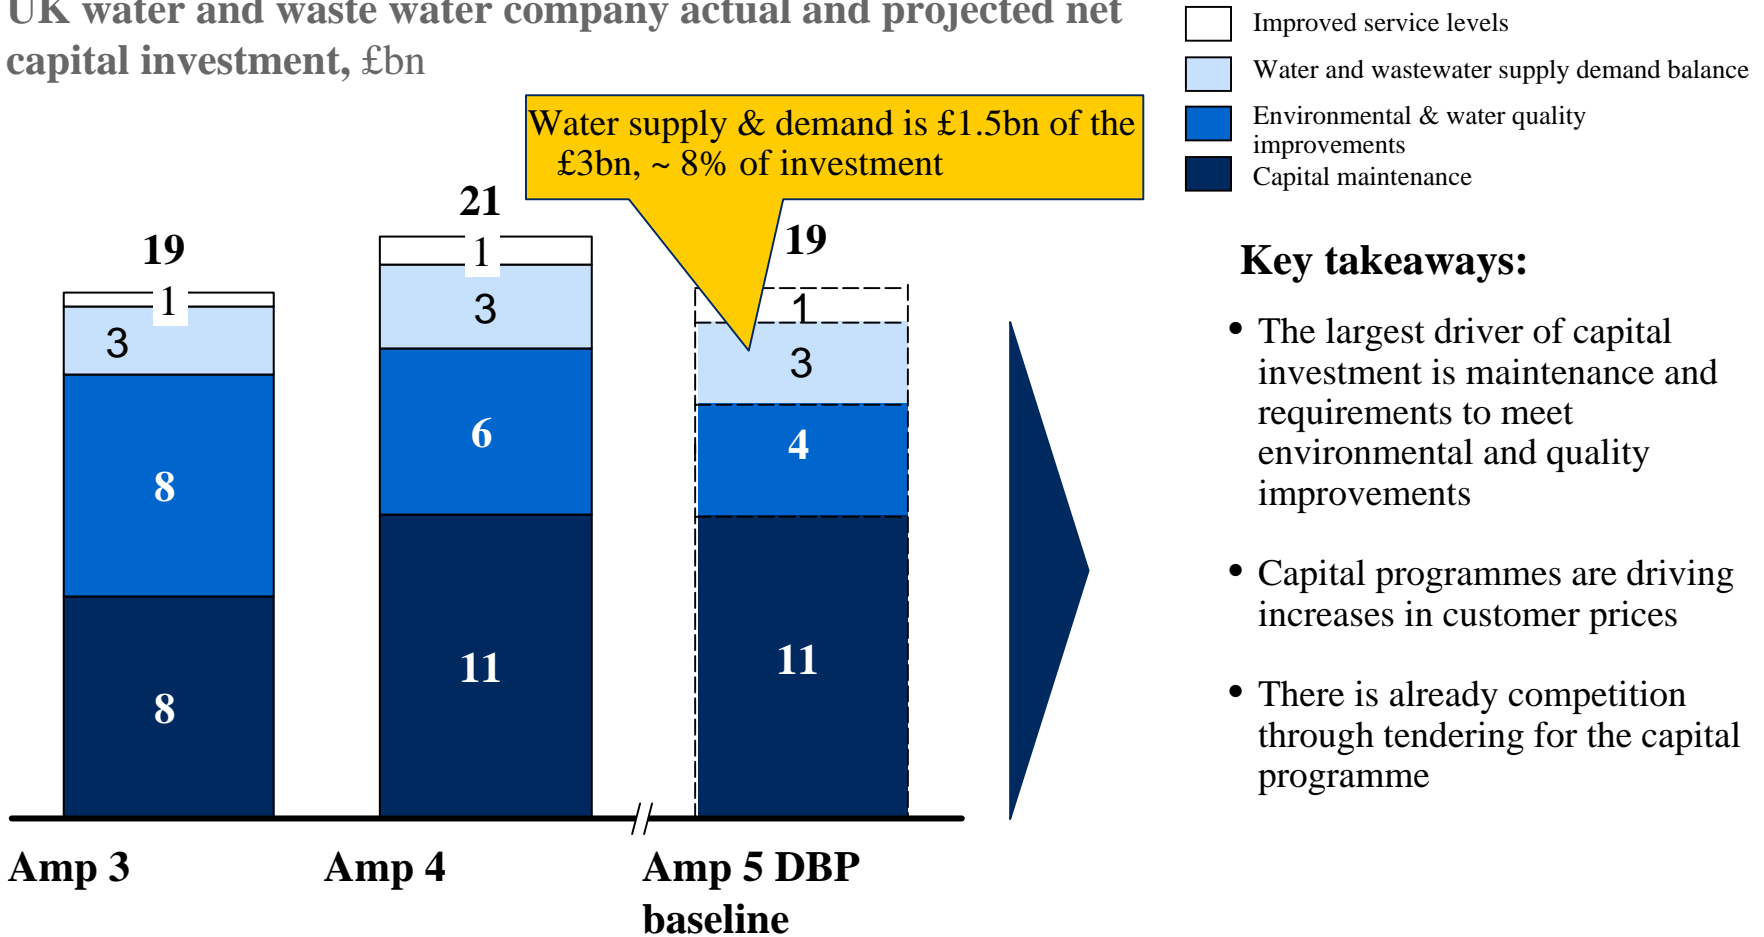 UK water and waste water company actual and projected net
capital investment, £bn
Improved service levels
Water and wastewater supply demand balance
Environmental & water quality
improvements
Capital maintenance
Water supply & demand is £1.5bn of the
£3bn, ~ 8% of investment
19
1
3
8
8
21
1
3
6
11
19
1
3
4
11
Amp 3
Amp 4
Amp 5 DBP
baseline
Key takeaways:
• The largest driver of capital
investment is maintenance and
requirements to meet
environmental and quality
improvements
• Capital programmes are driving
increases in customer prices
• There is already competition
through tendering for the capital
programme